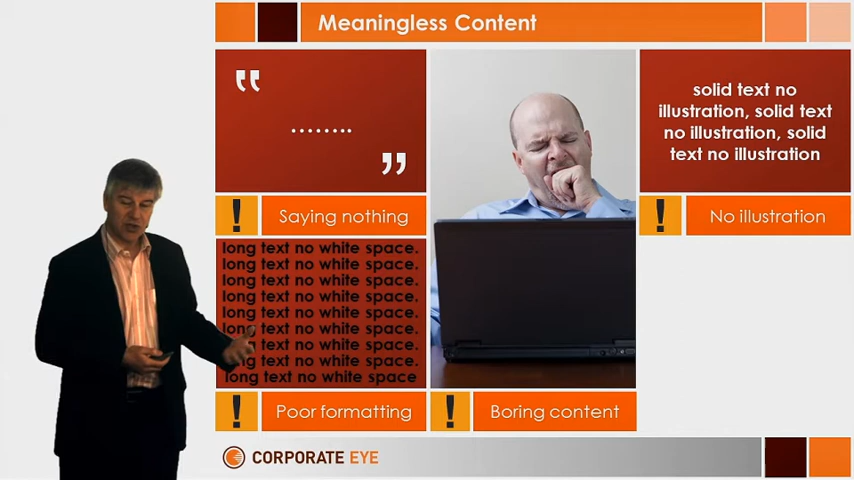 Meaningless Content
"
........
"
Saying nothing
long text no white space.
long text no white space.
long text no white space.
long text no white space.
long text no white space.
long text no white space.
long text no white space.
long text no white space.
long text no white space
Poor formatting
Boring content
solid text no
illustration, solid text
no illustration, solid
text no illustration
No illustration
CORPORATE EYE